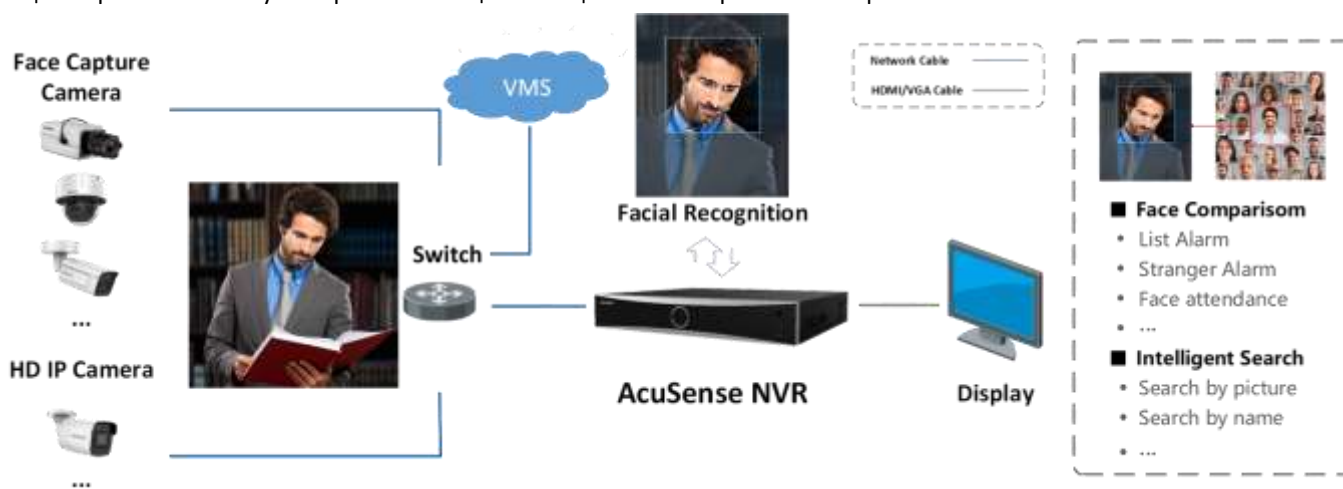 Face Capture
Camera
...
HD IP Camera
...
VMS
Switch
Facial Recognition
AcuSense NVR
Display
Network Cable
HDMI/VGA Cable
■ Face Comparisom
• List Alarm
• Stranger Alarm
• Face attendance
• ...
■ Intelligent Search
• Search by picture
• Search by name
• ...